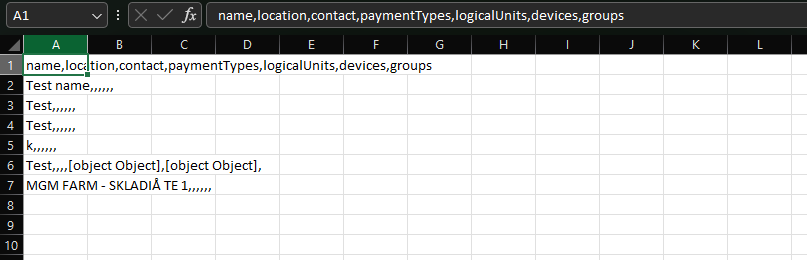 A1 name,location,contact,paymentTypes,logicalUnits,devices,groups
A B C D E F G H I J K L
1 name,location,contact,paymentTypes,logicalUnits,devices,groups
2 Test name,,,,,,
3 Test,,,,,,
4 Test,,,,,,
5 k,,,,,,
6 Test,,,,[object Object],[object Object],
7 MGM FARM - SKLADIÅ TE 1,,,,,,
8
9
10